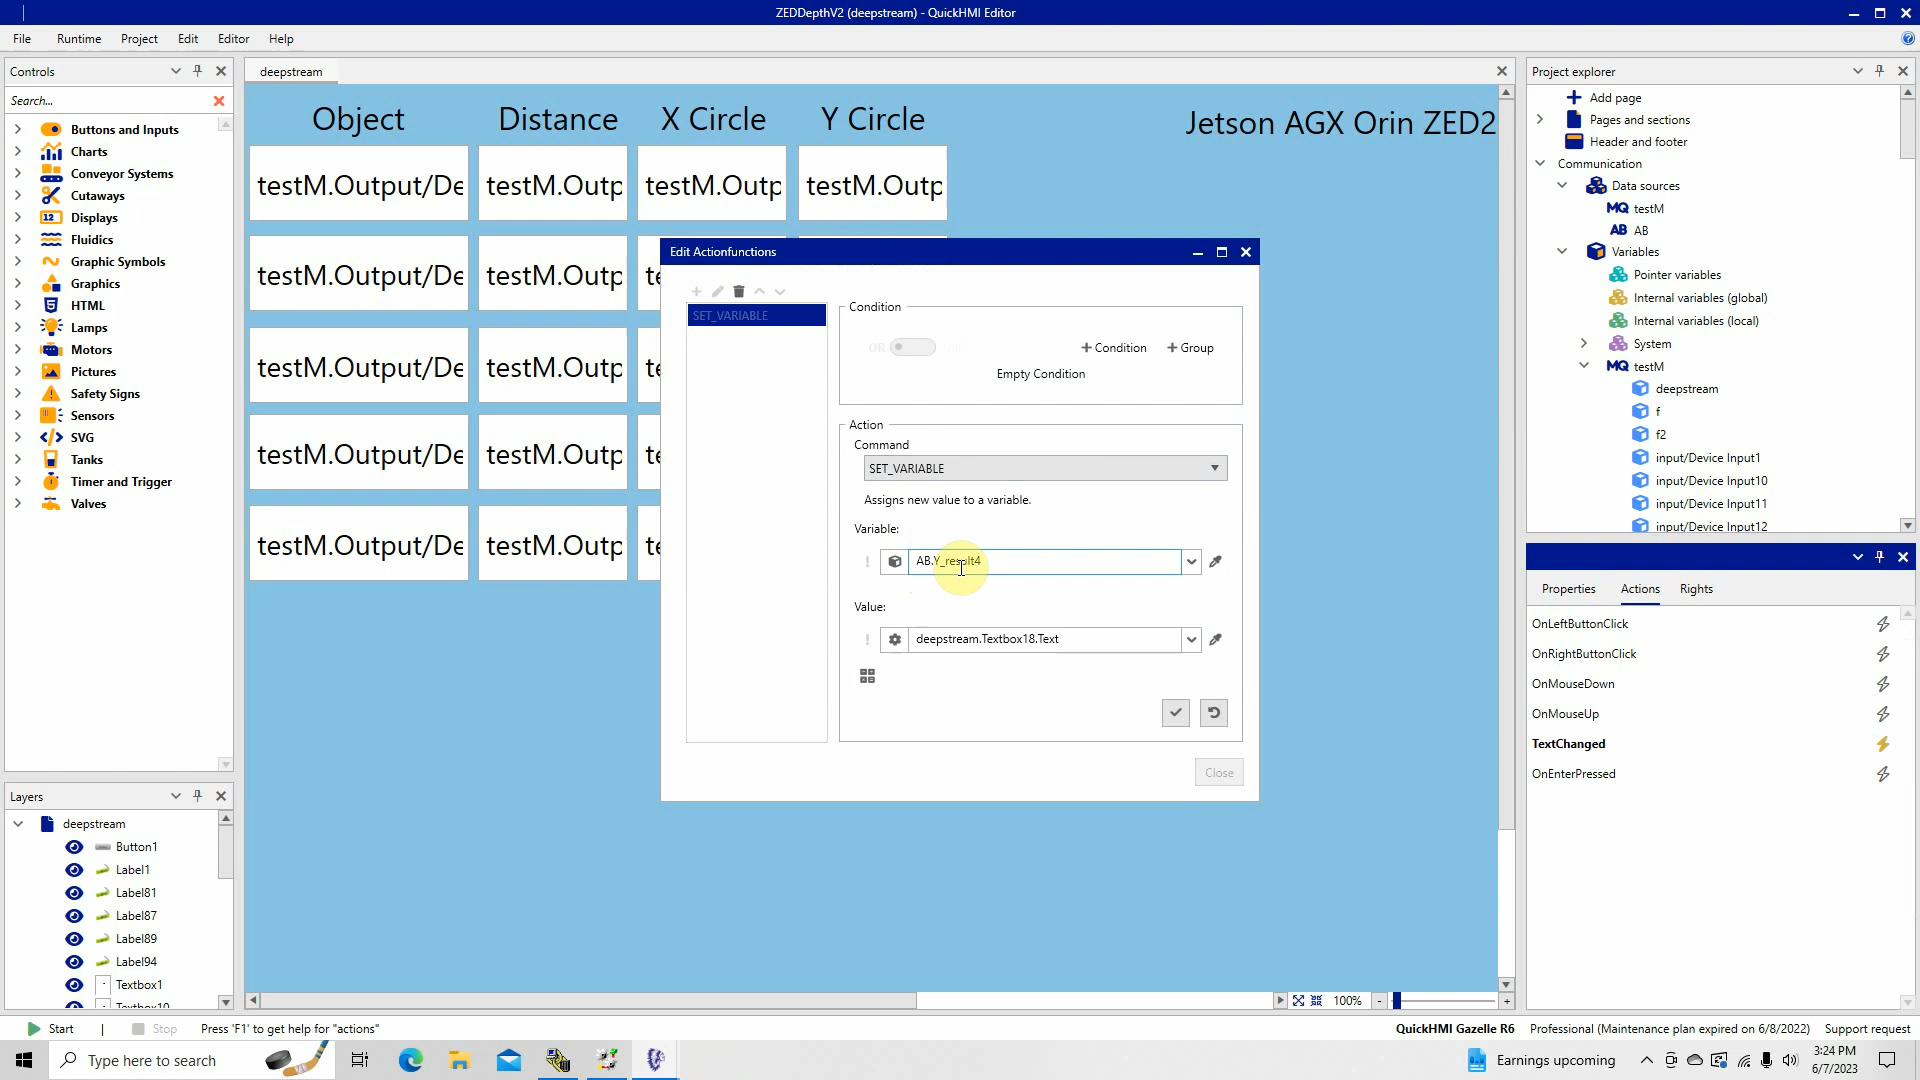 ZEDDepthV2 (deepstream) - QuickHMI Editor
File Runtime Project Edit Editor Help
Controls
Search...
Buttons and Inputs
Charts
Conveyor Systems
Cutaways
Displays
Fluidics
Graphic Symbols
Graphics
HTML
Lamps
Motors
Pictures
Safety Signs
Sensors
SVG
Tanks
Timer and Trigger
Valves
Layers
deepstream
Button1
Label1
Label81
Label87
Label89
Label94
Textbox1
Textbox10
deepstream
Object Distance X Circle Y Circle
Jetson AGX Orin ZED2
testM.Output/De testM.Outp testM.Outp testM.Outp
testM.Output/De testM.Outp te
testM.Output/De testM.Outp te
testM.Output/De testM.Outp te
testM.Output/De testM.Outp te
Edit Actionfunctions
SET_VARIABLE
Condition
OR
+ Condition + Group
Empty Condition
Action
Command
SET_VARIABLE
Assigns new value to a variable.
Variable:
AB.Y_result4
Value:
deepstream.Textbox18.Text
Close
100%
Project explorer
Add page
Pages and sections
Header and footer
Communication
Data sources
MQ testM
AB AB
Variables
Pointer variables
Internal variables (global)
Internal variables (local)
System
MQ testM
deepstream
f
f2
input/Device Input1
input/Device Input10
input/Device Input11
input/Device Input12
Properties Actions Rights
OnLeftButtonClick
OnRightButtonClick
OnMouseDown
OnMouseUp
TextChanged
OnEnterPressed
Start | Stop Press 'F1' to get help for "actions"
QuickHMI Gazelle R6 Professional (Maintenance plan expired on 6/8/2022) Support request
Type here to search
Earnings upcoming
3:24 PM
6/7/2023